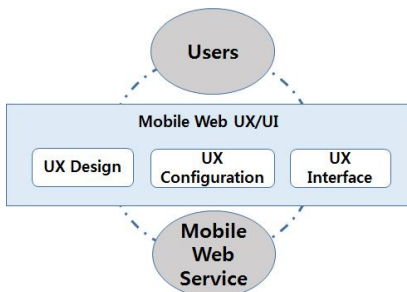 Users
Mobile Web UX/UI
UX Design
UX
Configuration
UX
Interface
Mobile
Web
Service